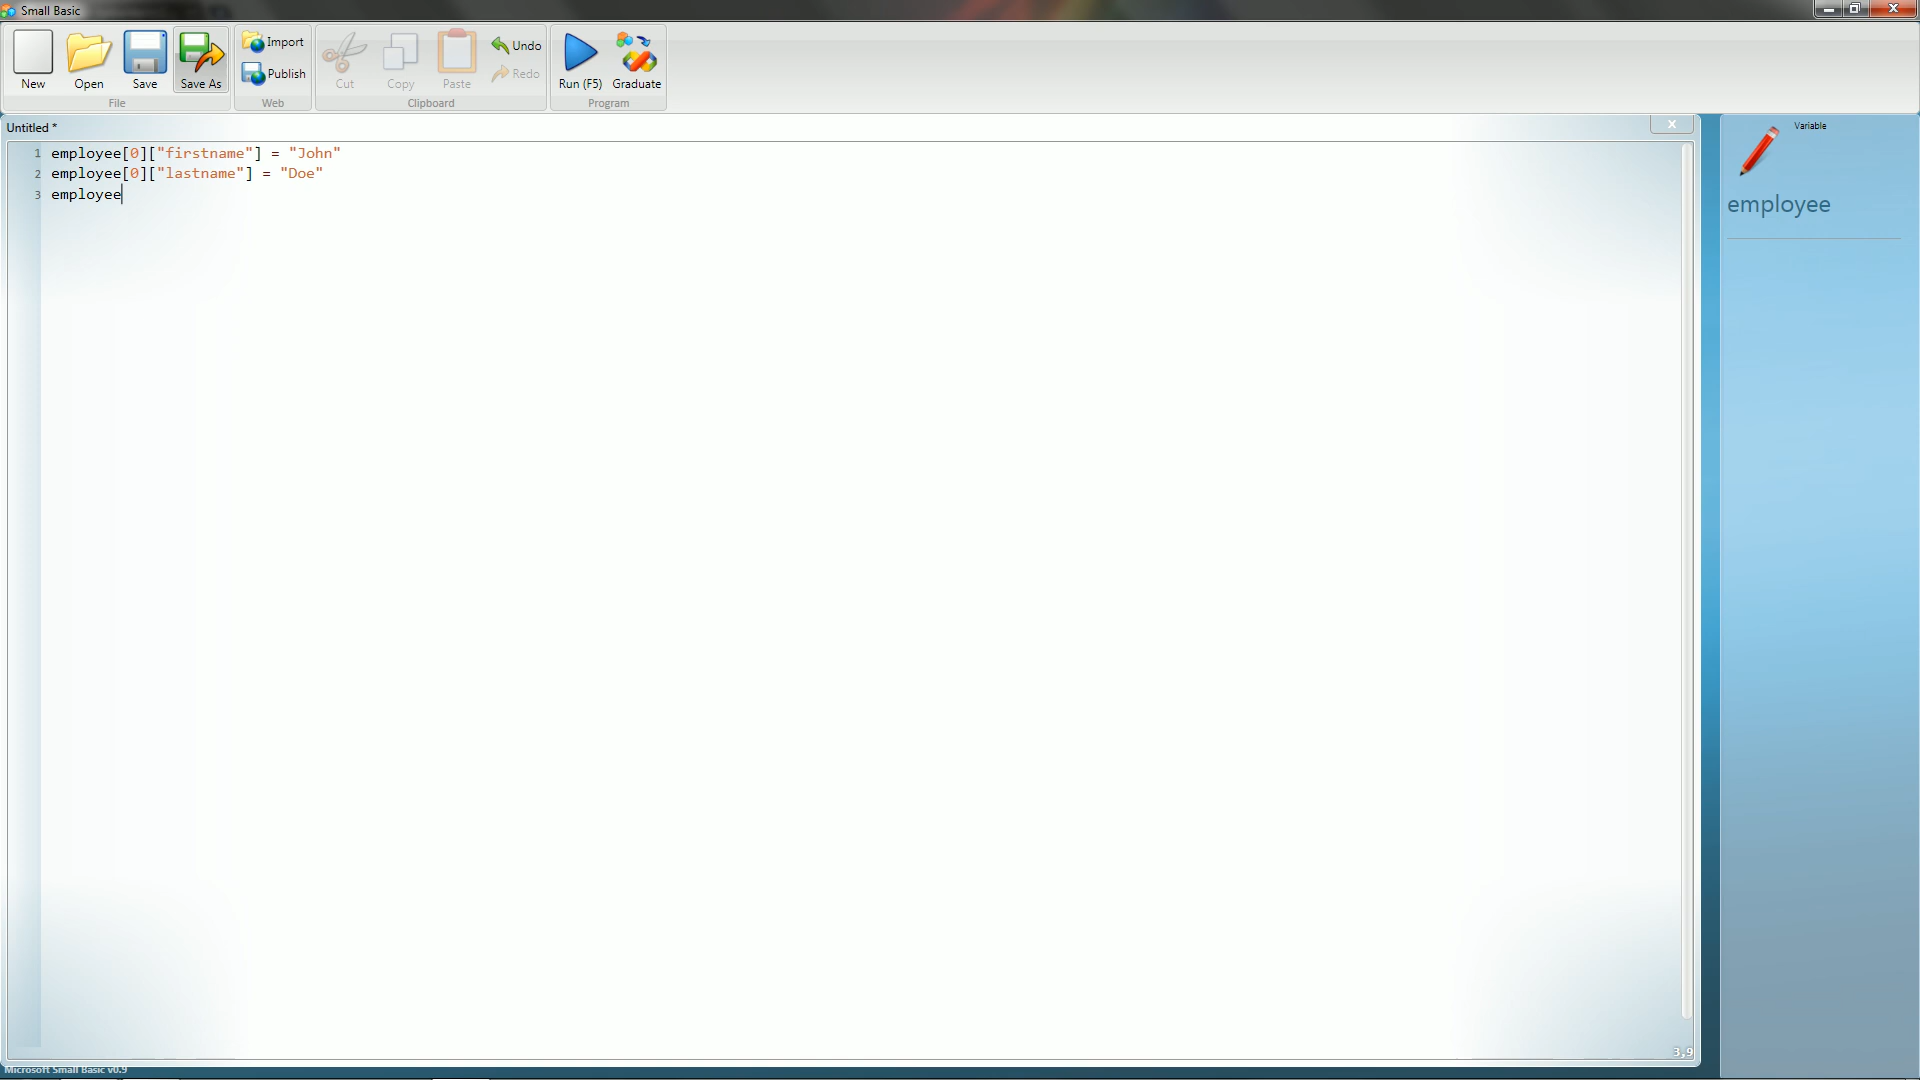 Small Basic
New
Open
Save
Save As
File
Import
Publish
Web
Cut
Copy
Paste
Undo
Redo
Clipboard
Run (F5)
Graduate
Program
Untitled *
x
1 employee[0]["firstname"] = "John"
2 employee[0]["lastname"] = "Doe"
3 employee
Variable
employee
3,9
Microsoft Small Basic v0.9